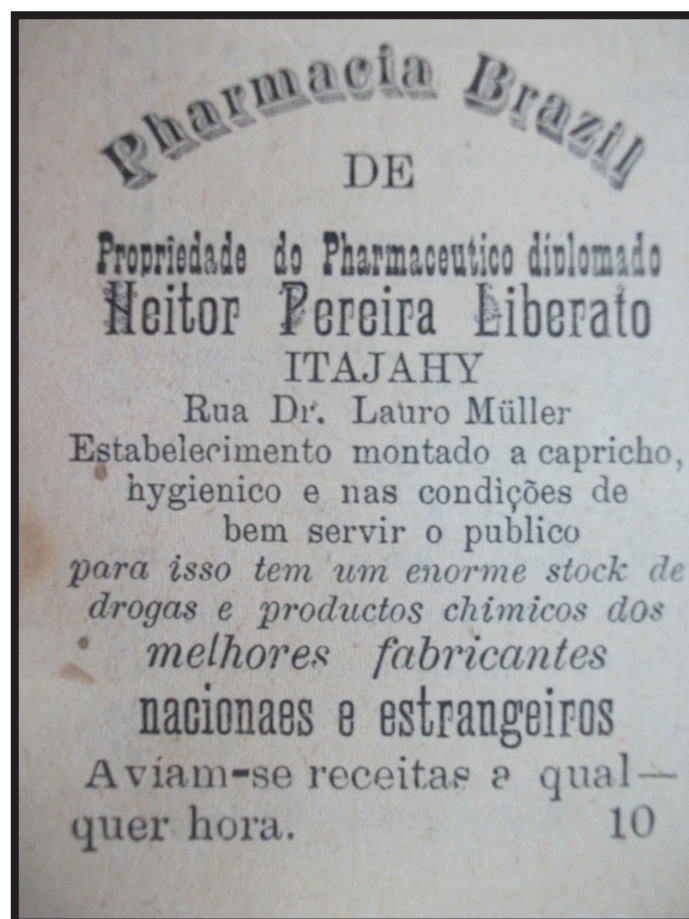 Pharmacia Brazil
DE
Propriedade do Pharmaceutico diplomado
Heitor Pereira Liberato
ITAJAHY
Rua Dr. Lauro Müller
Estabelecimento montado a capricho,
hygienico e nas condições de
bem servir o publico
para isso tem um enorme stock de
drogas e productos chimicos dos
melhores fabricantes
nacionaes e estrangeiros
Aviam-se receitas a qual—
quer hora. 10